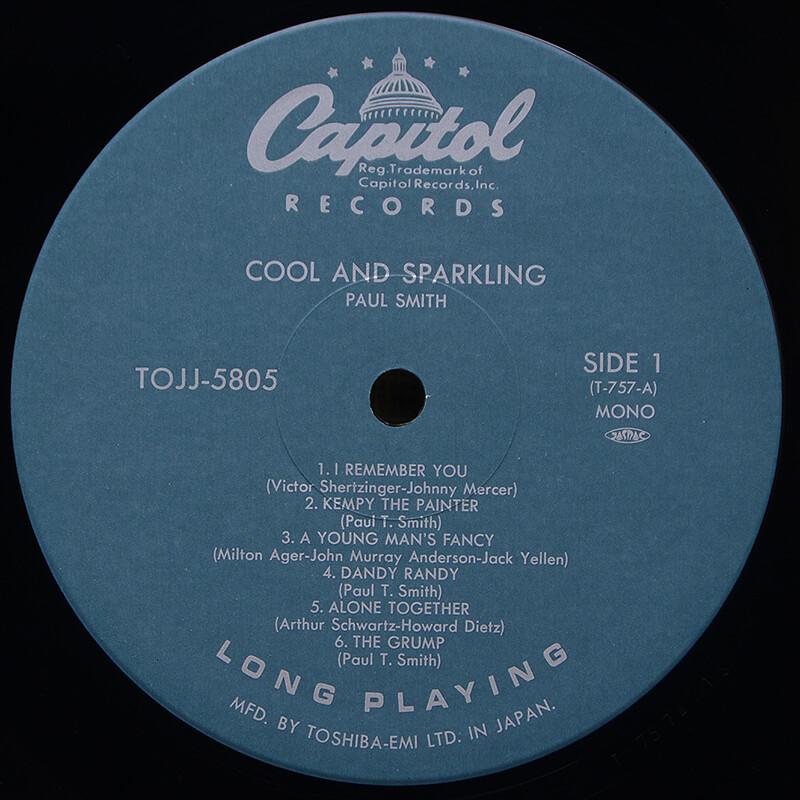 Capitol
Reg. Trademark of
Capitol Records, Inc.
RECORDS
COOL AND SPARKLING
PAUL SMITH
TOJJ-5805
SIDE 1
(T-757-A)
MONO
JASRAC
1. I REMEMBER YOU
(Victor Shertzinger-Johnny Mercer)
2. KEMPY THE PAINTER
(Paul T. Smith)
3. A YOUNG MAN'S FANCY
(Milton Ager-John Murray Anderson-Jack Yellen)
4. DANDY RANDY
(Paul T. Smith)
5. ALONE TOGETHER
(Arthur Schwartz-Howard Dietz)
6. THE GRUMP
(Paul T. Smith)
LONG PLAYING
MFD. BY TOSHIBA-EMI LTD. IN JAPAN.